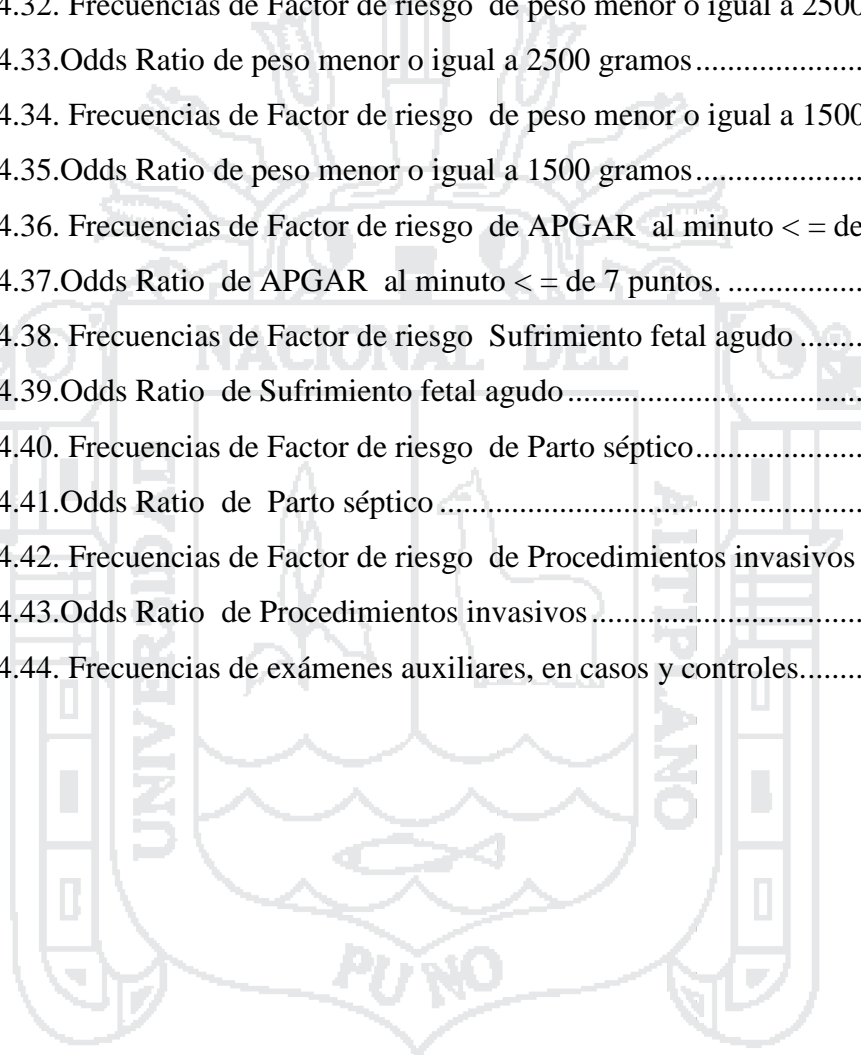 4.32. Frecuencias de Factor de riesgo  de peso menor o igual a 2500
4.33.Odds Ratio de peso menor o igual a 2500 gramos.....................
4.34. Frecuencias de Factor de riesgo  de peso menor o igual a 1500
4.35.Odds Ratio de peso menor o igual a 1500 gramos.....................
4.36. Frecuencias de Factor de riesgo  de APGAR  al minuto < = de
4.37.Odds Ratio  de APGAR  al minuto < = de 7 puntos. .................
4.38. Frecuencias de Factor de riesgo  Sufrimiento fetal agudo ........
4.39.Odds Ratio  de Sufrimiento fetal agudo.....................................
4.40. Frecuencias de Factor de riesgo  de Parto séptico.....................
4.41.Odds Ratio  de  Parto séptico.....................................................
4.42. Frecuencias de Factor de riesgo  de Procedimientos invasivos
4.43.Odds Ratio  de Procedimientos invasivos..................................
4.44. Frecuencias de exámenes auxiliares, en casos y controles........
UNIVERSIDAD
NACIONAL DEL
ALTIPLANO
PUNO